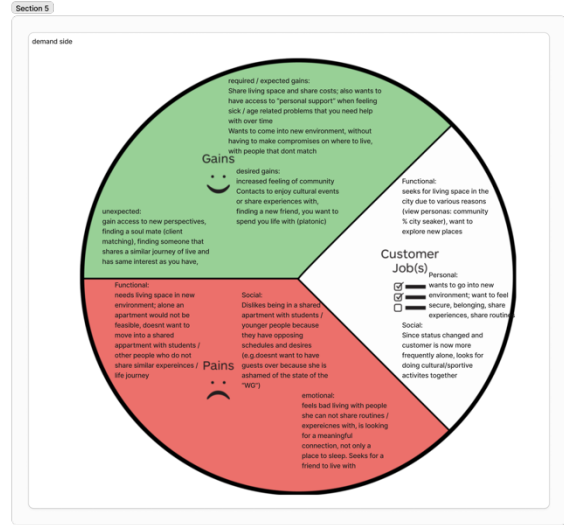 Section 5
demand side
required / expected gains:
Share living space and share costs; also wants to
have access to "personal support" when feeling
sick / age related problems that you need help
with over time
Wants to come into new environment, without
having to make compromises on where to live,
with people that dont match
Gains
desired gains:
increased feeling of community
Contacts to enjoy cultural events
or share experiences with,
finding a new friend, you want to
spend you life with (platonic)
unexpected:
gain access to new perspectives,
finding a soul mate (client
matching), finding someone that
shares a similar journey of live and
has same interest as you have,
Functional:
seeks for living space in the
city due to various reasons
(view personas: community
% city seaker), want to
explore new places
Customer
Job(s)
Personal:
wants to go into new
environment; want to feel
secure, belonging, share
experiences, share routines
Social:
Since status changed and
customer is now more
frequently alone, looks for
doing cultural/sportive
activites together
Functional:
needs living space in new
environment; alone an
apartment would not be
feasible, doesnt want to
move into a shared
appartment with students /
other people who do not
share similar expereinces /
life journey
Pains
Social:
Dislikes being in a shared
apartment with students /
younger people because
they have opposing
schedules and desires
(e.g.doesnt want to have
guests over because she is
ashamed of the state of the
"WG")
emotional:
feels bad living with people
she can not share routines /
expereicnes with, is looking
for a meaningful
connection, not only a
place to sleep. Seeks for a
friend to live with